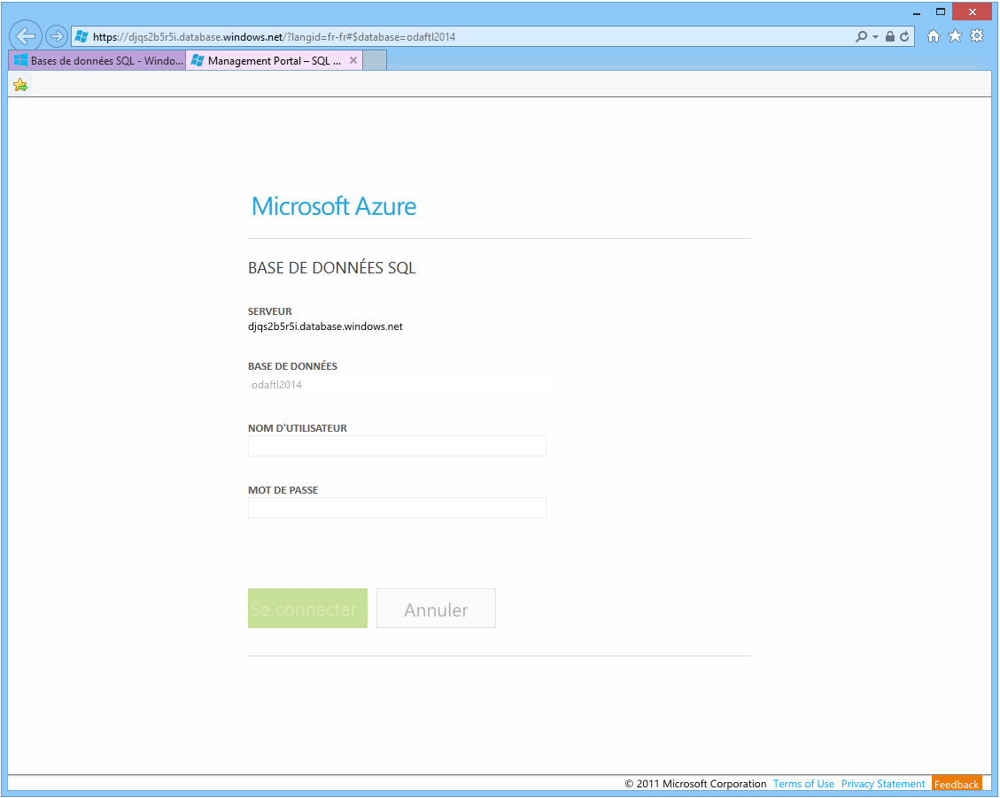 https://djqs2b5r5i.database.windows.net/?langid=fr-fr#$database=odaftl2014
Bases de données SQL - Windo...
Management Portal – SQL ...
Microsoft Azure
BASE DE DONNÉES SQL
SERVEUR
djqs2b5r5i.database.windows.net
BASE DE DONNÉES
odaftl2014
NOM D'UTILISATEUR
MOT DE PASSE
Se connecter Annuler
© 2011 Microsoft Corporation Terms of Use Privacy Statement Feedback